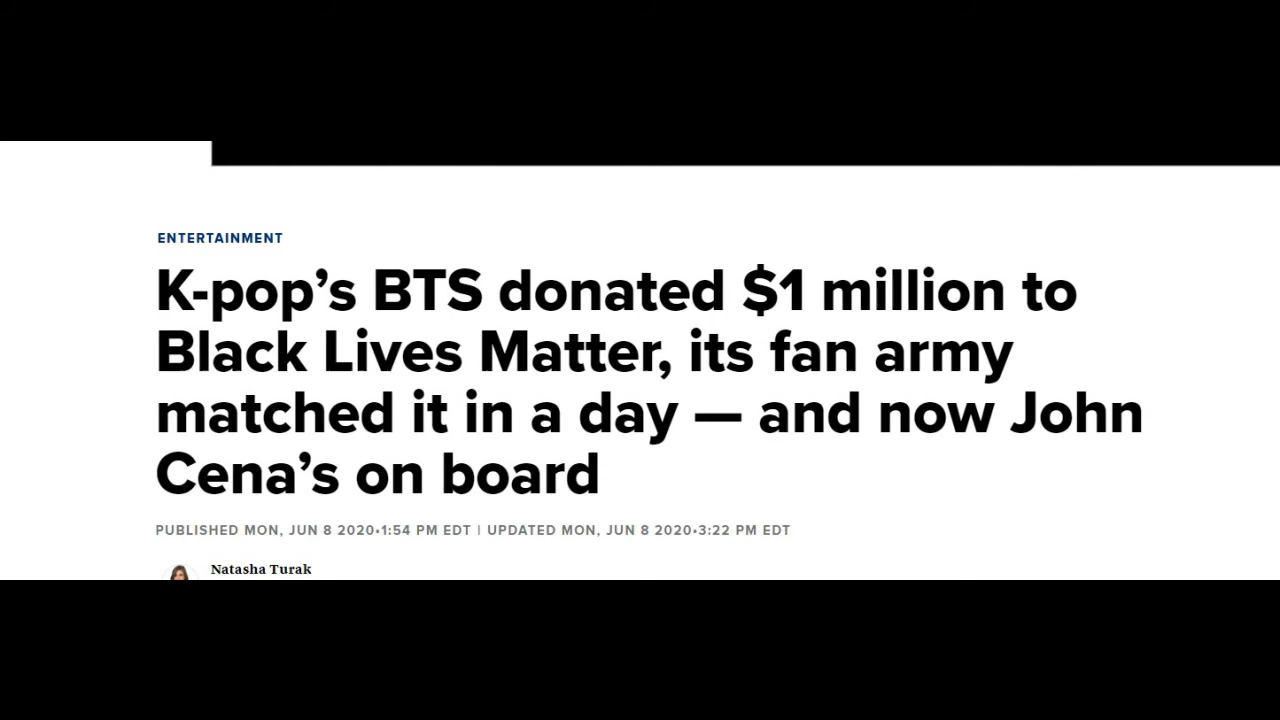 ENTERTAINMENT
K-pop’s BTS donated $1 million to
Black Lives Matter, its fan army
matched it in a day — and now John
Cena’s on board
PUBLISHED MON, JUN 8 2020•1:54 PM EDT | UPDATED MON, JUN 8 2020•3:22 PM EDT
Natasha Turak